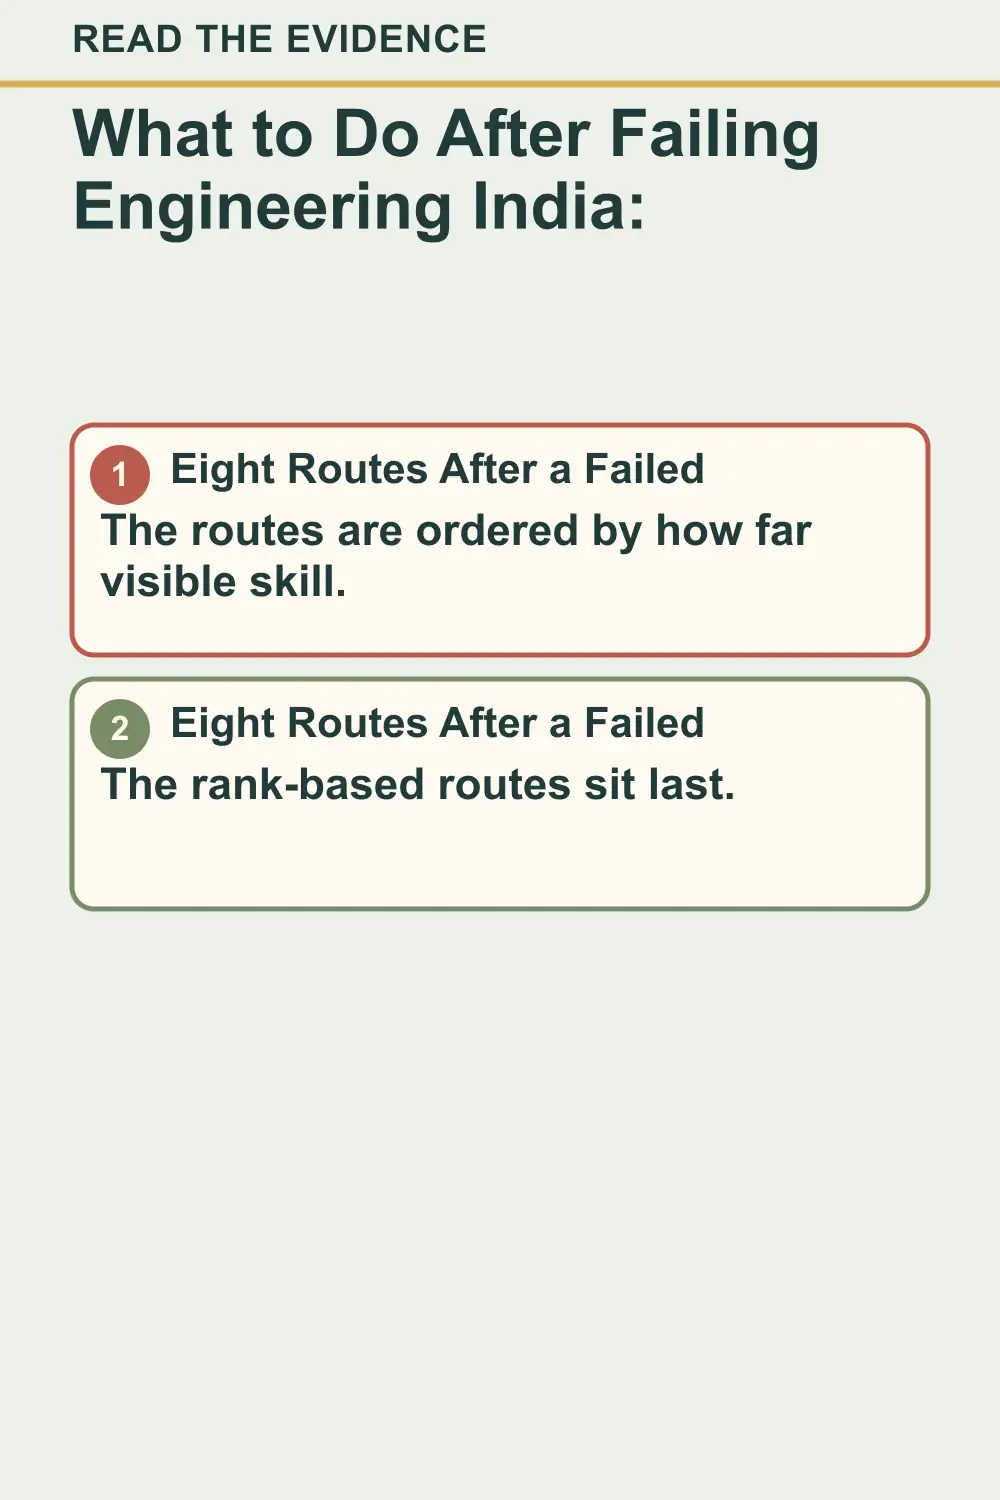 READ THE EVIDENCE
What to Do After Failing
Engineering India:
1 Eight Routes After a Failed
The routes are ordered by how far
visible skill.
2 Eight Routes After a Failed
The rank-based routes sit last.